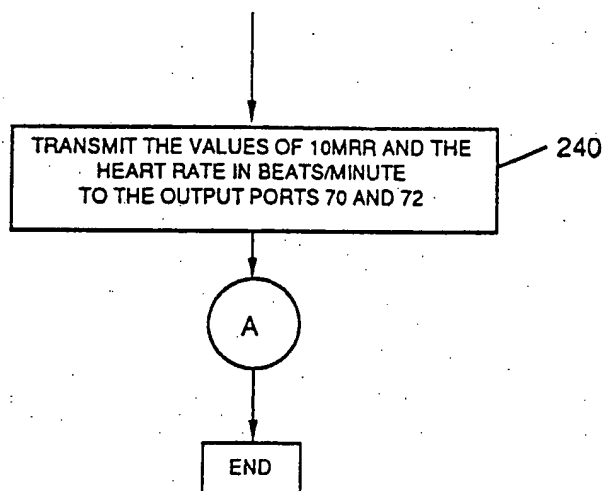 TRANSMIT THE VALUES OF 10MRR AND THE
HEART RATE IN BEATS/MINUTE
TO THE OUTPUT PORTS 70 AND 72
240
A
END